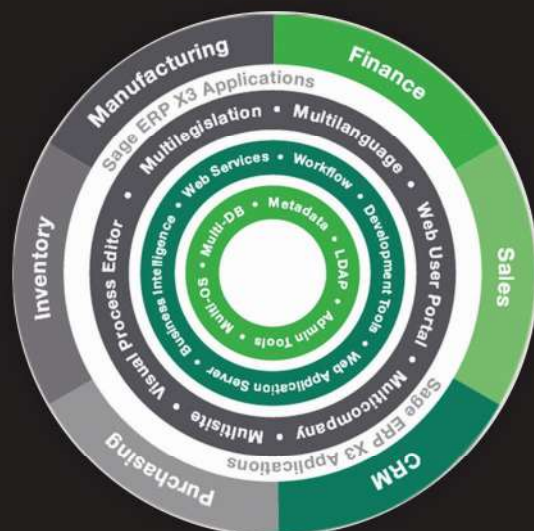 Manufacturing
Finance
Sales
CRM
Purchasing
Inventory
Sage ERP X3 Applications
Sage ERP X3 Applications
Multilegislation • Multilanguage • Web User Portal • Multicompany • Multisite • Visual Process Editor •
Web Services • Workflow • Development Tools • Web Application Server • Business Intelligence •
Multi-DB • Metadata • LDAP • Admin Tools • Multi-OS •